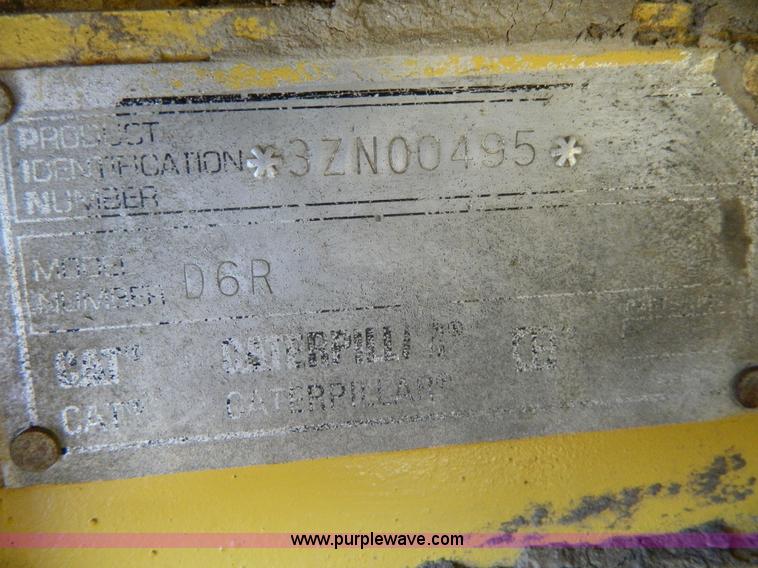 PRODUCT
IDENTIFICATION *3ZN00495*
NUMBER
MODEL
NUMBER D6R
CAT® CATERPILLAR®
CAT® CATERPILLAR®
www.purplewave.com